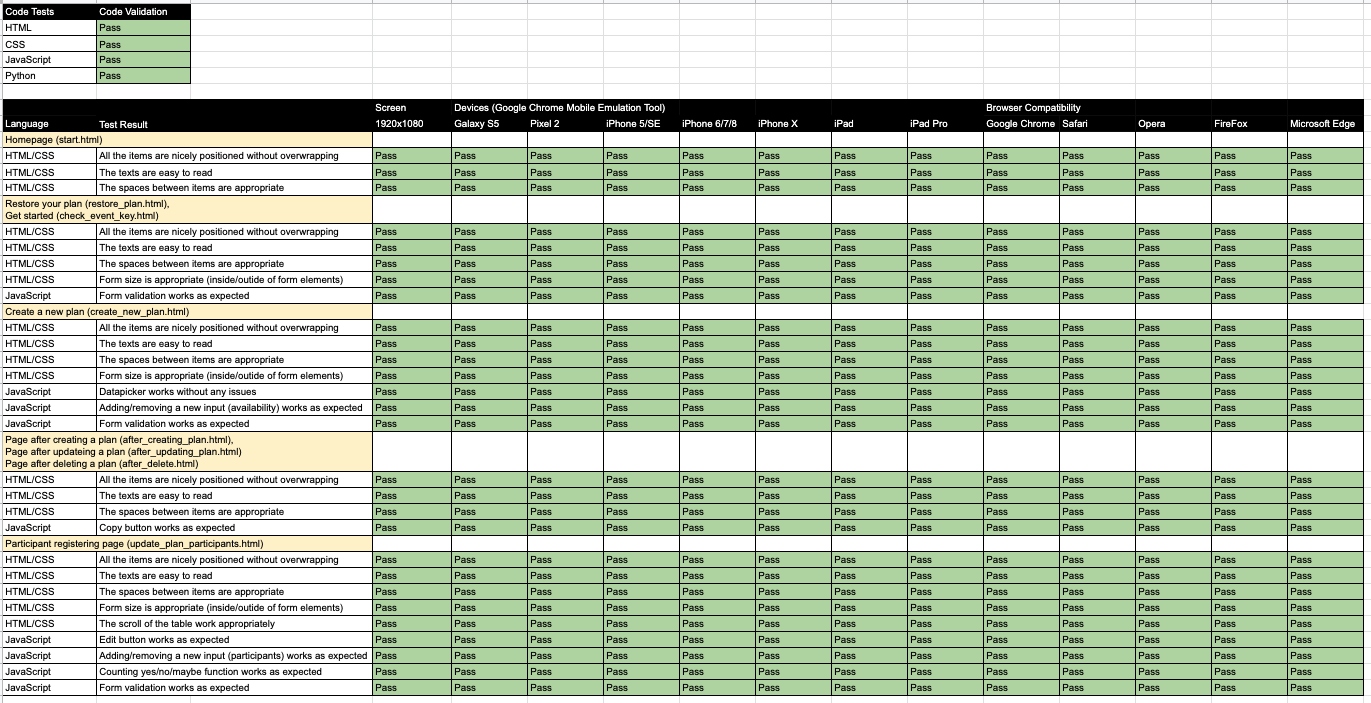 Code Tests Code Validation
HTML Pass
CSS Pass
JavaScript Pass
Python Pass
Screen Devices (Google Chrome Mobile Emulation Tool) Browser Compatibility
Language Test Result 1920x1080 Galaxy S5 Pixel 2 iPhone 5/SE iPhone 6/7/8 iPhone X iPad iPad Pro Google Chrome Safari Opera FireFox Microsoft Edge
Homepage (start.html)
HTML/CSS All the items are nicely positioned without overwrapping Pass Pass Pass Pass Pass Pass Pass Pass Pass Pass Pass Pass Pass
HTML/CSS The texts are easy to read Pass Pass Pass Pass Pass Pass Pass Pass Pass Pass Pass Pass Pass
HTML/CSS The spaces between items are appropriate Pass Pass Pass Pass Pass Pass Pass Pass Pass Pass Pass Pass Pass
Restore your plan (restore_plan.html),
Get started (check_event_key.html)
HTML/CSS All the items are nicely positioned without overwrapping Pass Pass Pass Pass Pass Pass Pass Pass Pass Pass Pass Pass Pass
HTML/CSS The texts are easy to read Pass Pass Pass Pass Pass Pass Pass Pass Pass Pass Pass Pass Pass
HTML/CSS The spaces between items are appropriate Pass Pass Pass Pass Pass Pass Pass Pass Pass Pass Pass Pass Pass
HTML/CSS Form size is appropriate (inside/outide of form elements) Pass Pass Pass Pass Pass Pass Pass Pass Pass Pass Pass Pass Pass
JavaScript Form validation works as expected Pass Pass Pass Pass Pass Pass Pass Pass Pass Pass Pass Pass Pass
Create a new plan (create_new_plan.html)
HTML/CSS All the items are nicely positioned without overwrapping Pass Pass Pass Pass Pass Pass Pass Pass Pass Pass Pass Pass Pass
HTML/CSS The texts are easy to read Pass Pass Pass Pass Pass Pass Pass Pass Pass Pass Pass Pass Pass
HTML/CSS The spaces between items are appropriate Pass Pass Pass Pass Pass Pass Pass Pass Pass Pass Pass Pass Pass
HTML/CSS Form size is appropriate (inside/outide of form elements) Pass Pass Pass Pass Pass Pass Pass Pass Pass Pass Pass Pass Pass
JavaScript Datapicker works without any issues Pass Pass Pass Pass Pass Pass Pass Pass Pass Pass Pass Pass Pass
JavaScript Adding/removing a new input (availability) works as expected Pass Pass Pass Pass Pass Pass Pass Pass Pass Pass Pass Pass Pass
JavaScript Form validation works as expected Pass Pass Pass Pass Pass Pass Pass Pass Pass Pass Pass Pass Pass
Page after creating a plan (after_creating_plan.html),
Page after updateing a plan (after_updating_plan.html)
Page after deleting a plan (after_delete.html)
HTML/CSS All the items are nicely positioned without overwrapping Pass Pass Pass Pass Pass Pass Pass Pass Pass Pass Pass Pass Pass
HTML/CSS The texts are easy to read Pass Pass Pass Pass Pass Pass Pass Pass Pass Pass Pass Pass Pass
HTML/CSS The spaces between items are appropriate Pass Pass Pass Pass Pass Pass Pass Pass Pass Pass Pass Pass Pass
JavaScript Copy button works as expected Pass Pass Pass Pass Pass Pass Pass Pass Pass Pass Pass Pass Pass
Participant registering page (update_plan_participants.html)
HTML/CSS All the items are nicely positioned without overwrapping Pass Pass Pass Pass Pass Pass Pass Pass Pass Pass Pass Pass Pass
HTML/CSS The texts are easy to read Pass Pass Pass Pass Pass Pass Pass Pass Pass Pass Pass Pass Pass
HTML/CSS The spaces between items are appropriate Pass Pass Pass Pass Pass Pass Pass Pass Pass Pass Pass Pass Pass
HTML/CSS Form size is appropriate (inside/outide of form elements) Pass Pass Pass Pass Pass Pass Pass Pass Pass Pass Pass Pass Pass
HTML/CSS The scroll of the table work appropriately Pass Pass Pass Pass Pass Pass Pass Pass Pass Pass Pass Pass Pass
JavaScript Edit button works as expected Pass Pass Pass Pass Pass Pass Pass Pass Pass Pass Pass Pass Pass
JavaScript Adding/removing a new input (participants) works as expected Pass Pass Pass Pass Pass Pass Pass Pass Pass Pass Pass Pass Pass
JavaScript Counting yes/no/maybe function works as expected Pass Pass Pass Pass Pass Pass Pass Pass Pass Pass Pass Pass Pass
JavaScript Form validation works as expected Pass Pass Pass Pass Pass Pass Pass Pass Pass Pass Pass Pass Pass